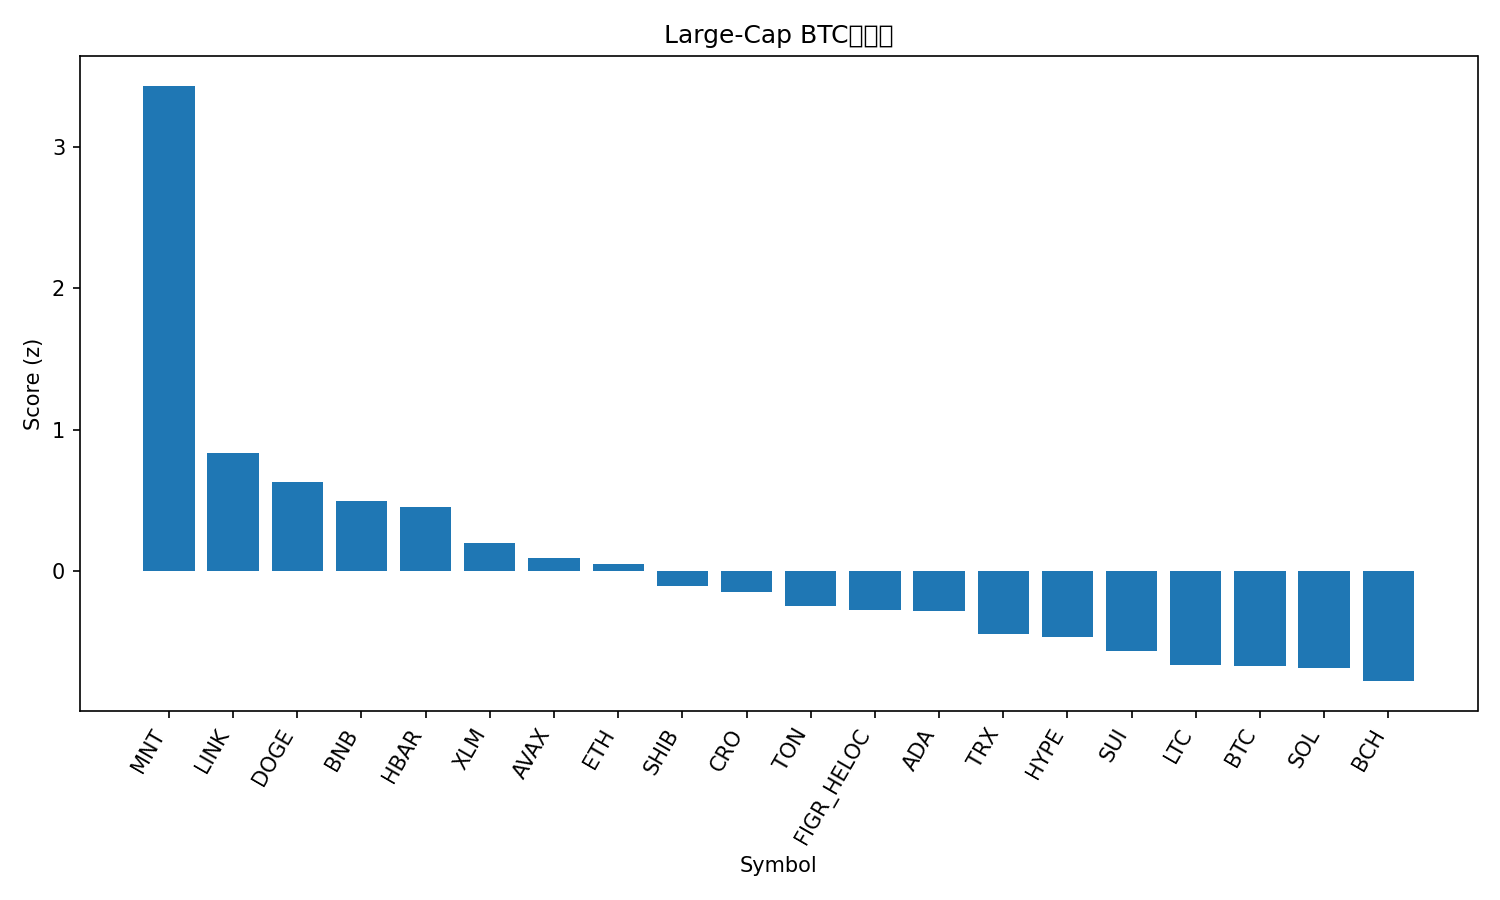 Large-Cap BTC
3
2
1
0
Score (z)
MNT
LINK
DOGE
BNB
HBAR
XLM
AVAX
ETH
SHIB
CRO
TON
FIGR_HELOC
ADA
TRX
HYPE
SUI
LTC
BTC
SOL
BCH
Symbol